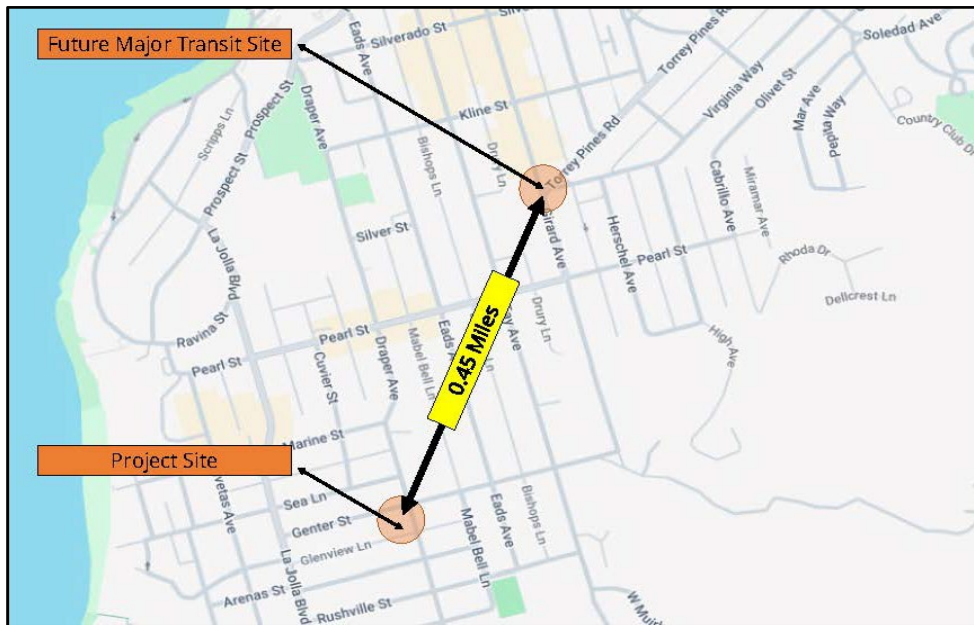 Future Major Transit Site
Silverado St
Eads Ave
Soledad Ave
Torrey Pines Rd
Virginia Way
Olivet St
Mar Ave
Pepita Way
Country Club Dr
Prospect St
Scripps Ln
Draper Ave
Kline St
Bishops Ln
Drury Ln
Torrey Pines Rd
Prospect St
Cabrillo Ave
Miramar Ave
Silver St
Girard Ave
Herschel Ave
La Jolla Blvd
Pearl St
Rhoda Dr
Dellcrest Ln
Ravina St
Pearl St
Mabel Bell Ln
Eads
Drury Ln
0.45 Miles
High Ave
Pearl St
Cuvier St
Draper Ave
Marine St
Project Site
Sea Ln
Genter St
Glenview Ln
Mabel Bell Ln
Eads Ave
Bishops Ln
La Jolla Blvd
Arenas St
Rushville St
W Muir